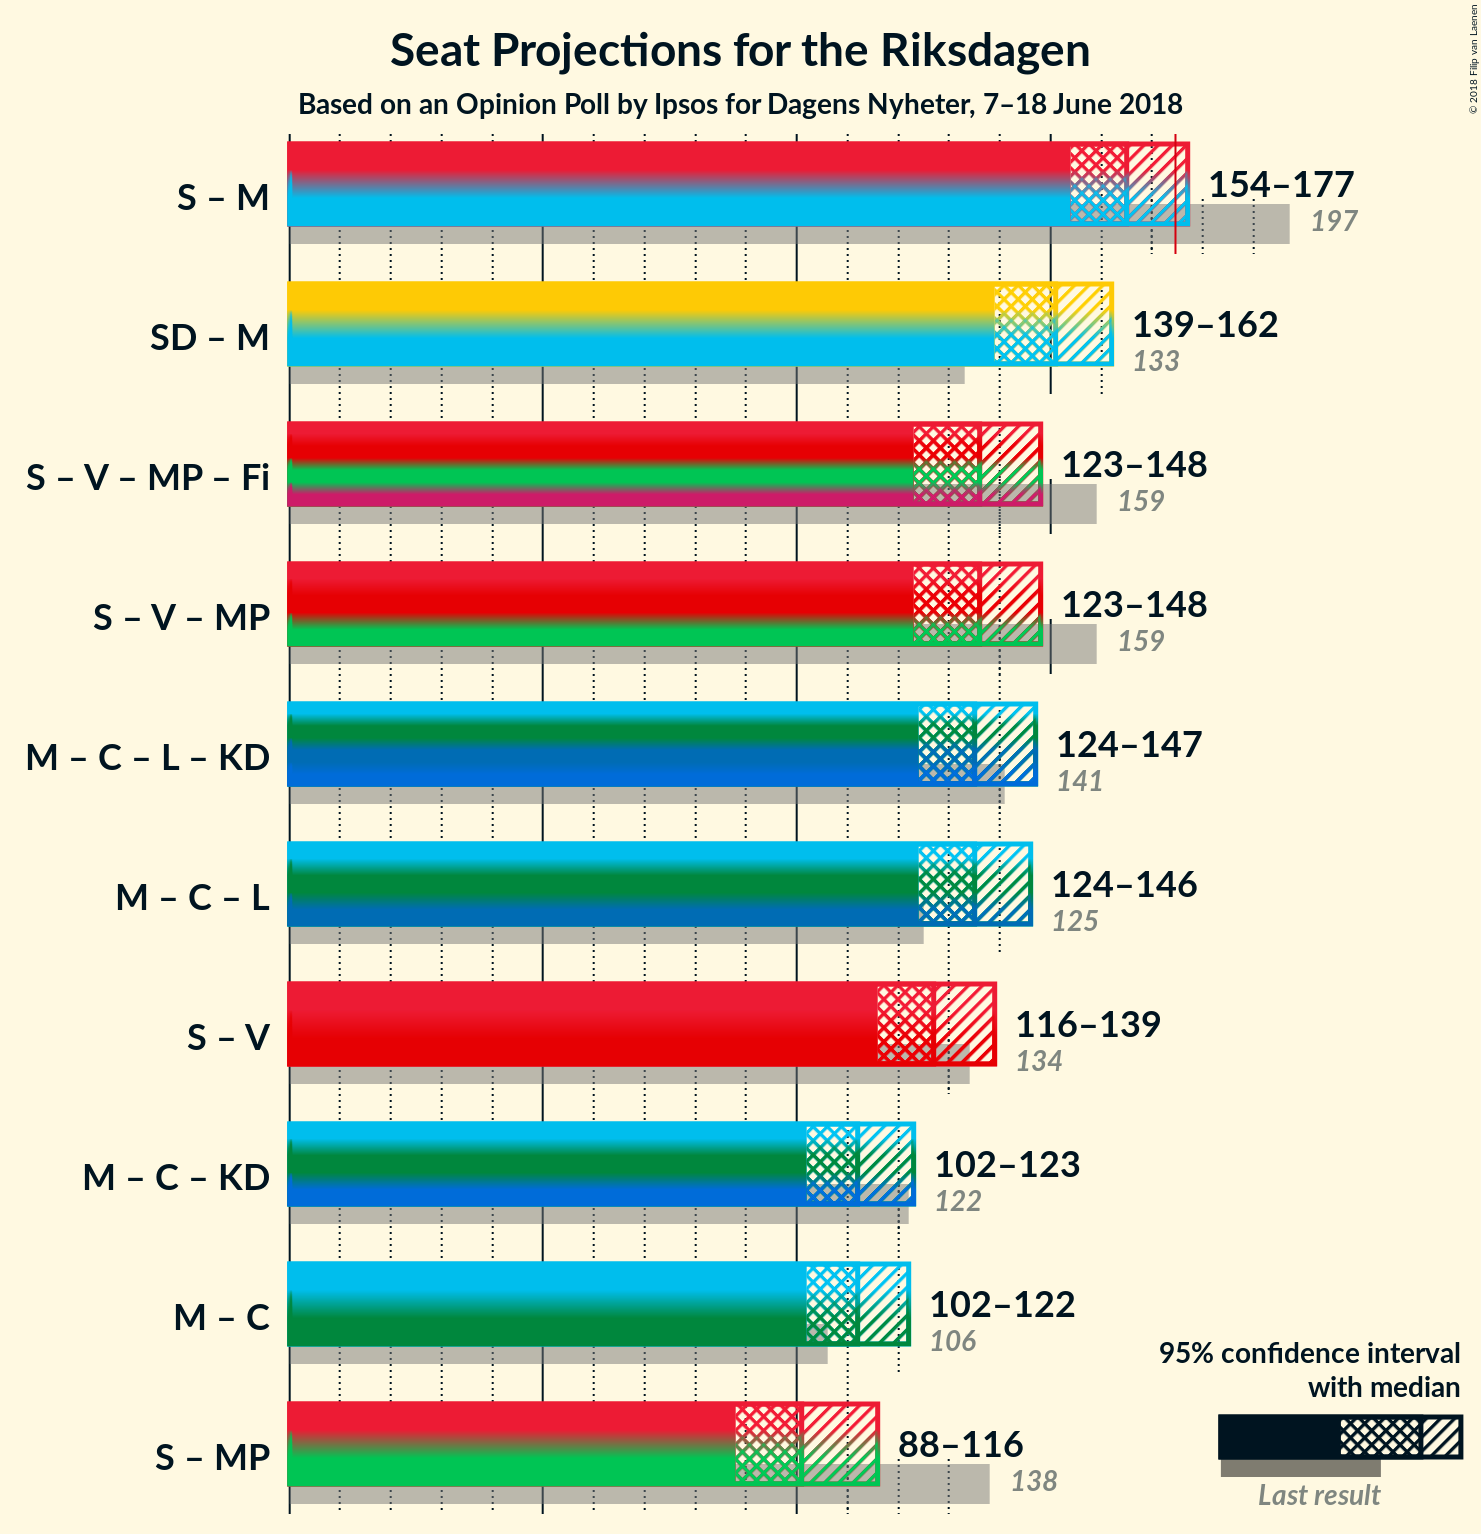 Seat Projections for the Riksdagen
Based on an Opinion Poll by Ipsos for Dagens Nyheter, 7–18 June 2018
© 2018 Filip van Laenen
S – M
154–177
197
SD – M
139–162
133
S – V – MP – Fi
123–148
159
S – V – MP
123–148
159
M – C – L – KD
124–147
141
M – C – L
124–146
125
S – V
116–139
134
M – C – KD
102–123
122
M – C
102–122
106
S – MP
88–116
138
95% confidence interval
with median
Last result